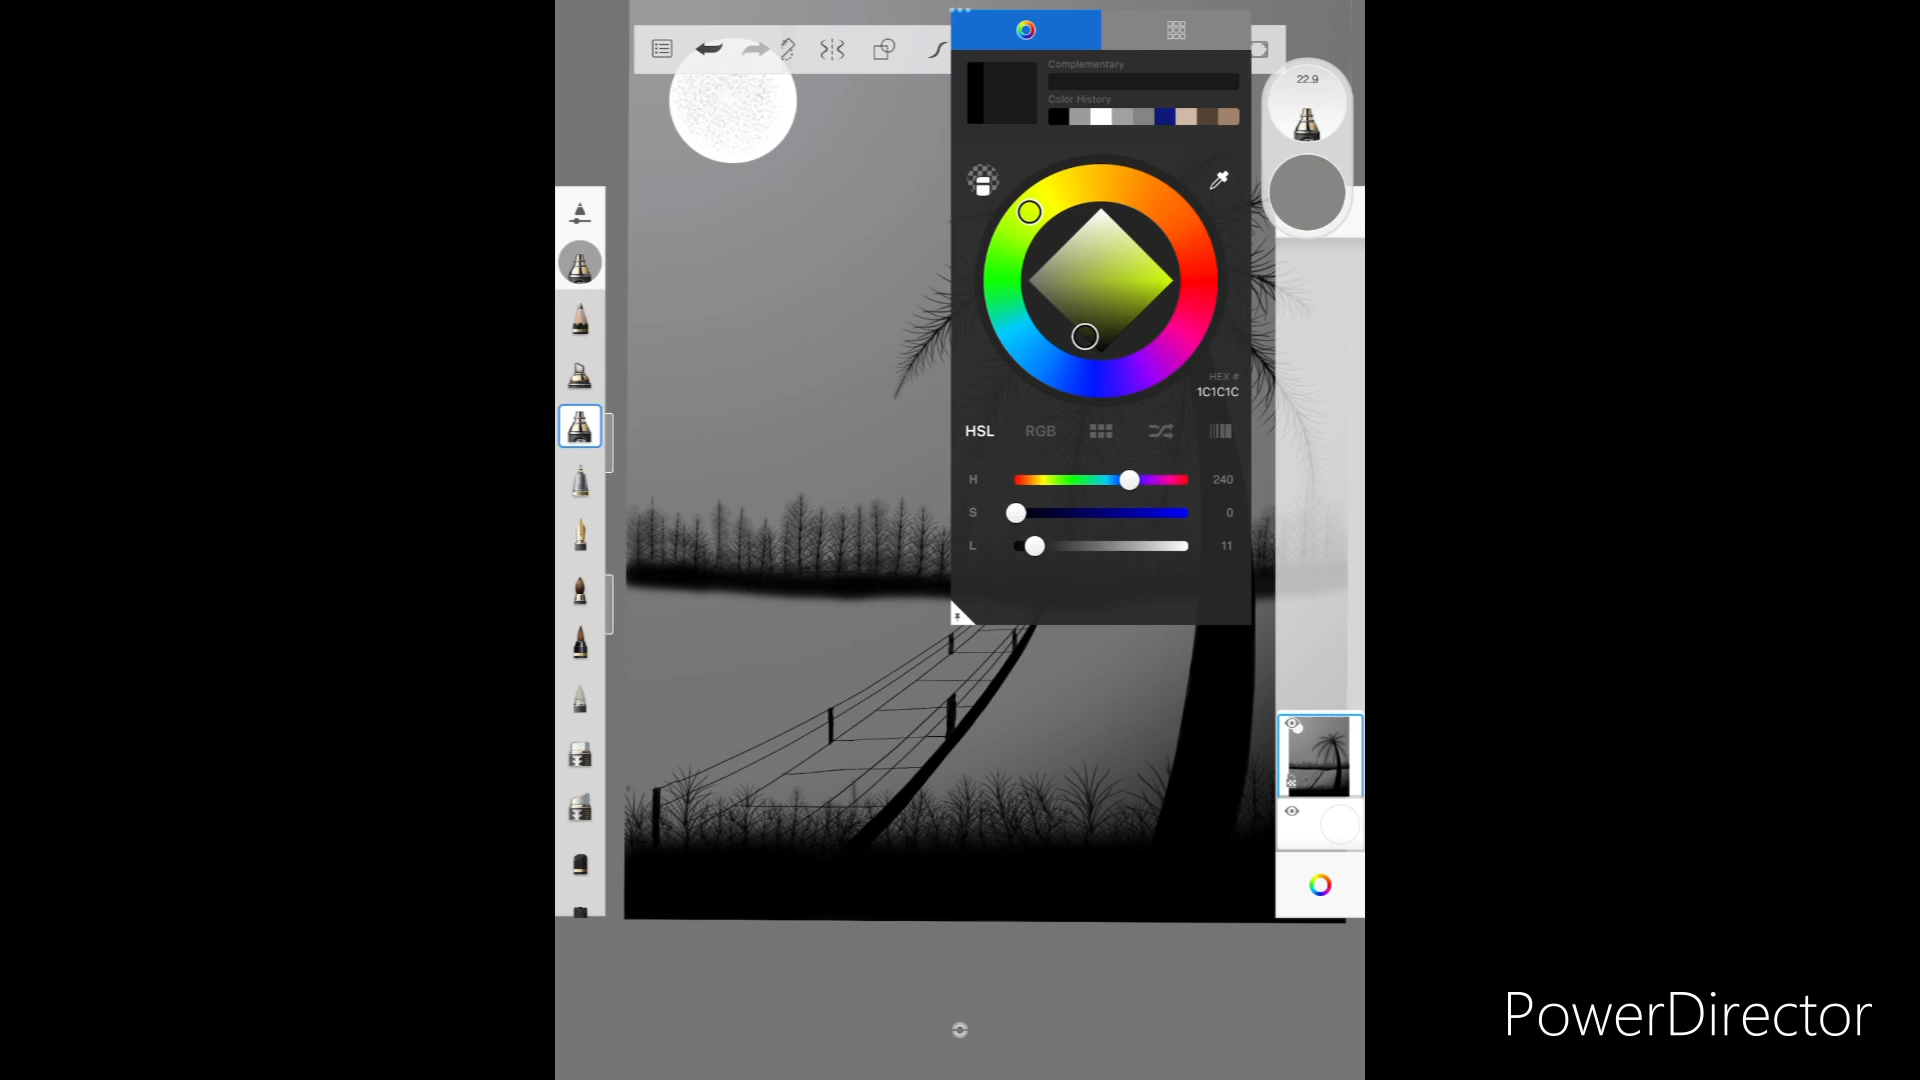 Complementary
22.9
Color History
HEX #
1C1C1C
HSL RGB
H 240
S 0
L 11
PowerDirector